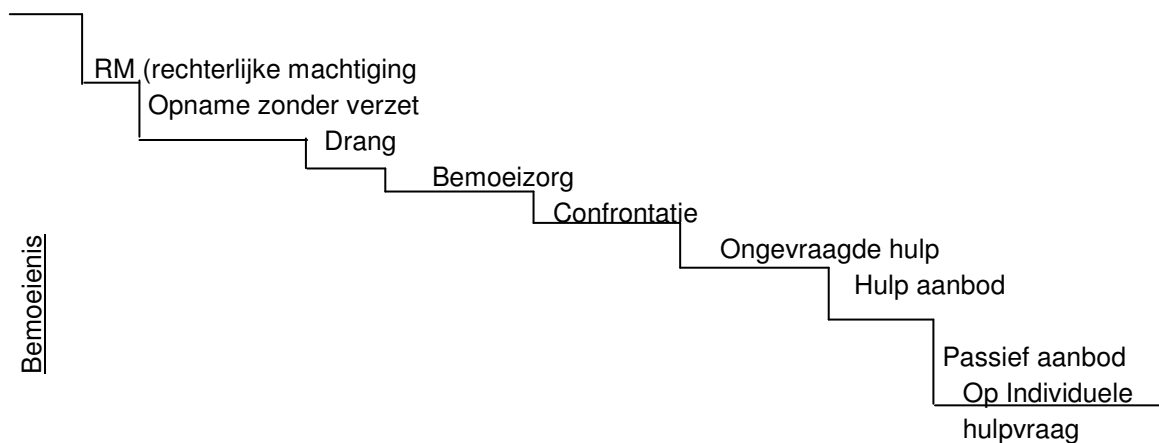 RM (rechterlijke machtiging
Opname zonder verzet
Drang
Bemoeizorg
Confrontatie
Ongevraagde hulp
Hulp aanbod
Passief aanbod
Op Individuele
hulpvraag
Bemoeienis